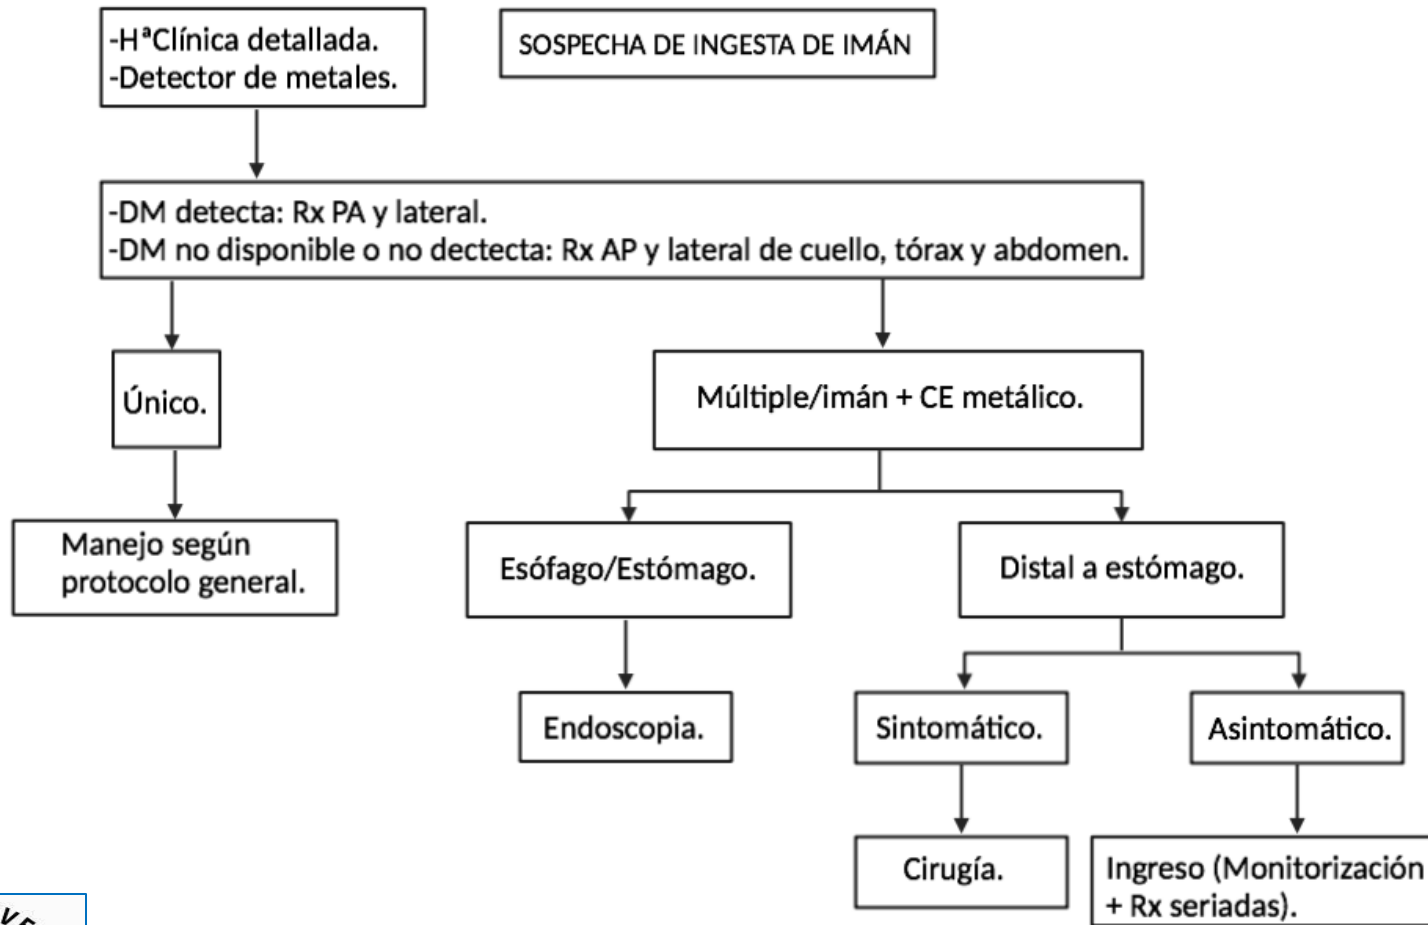 -HªClínica detallada.
-Detector de metales.
SOSPECHA DE INGESTA DE IMÁN
-DM detecta: Rx PA y lateral.
-DM no disponible o no dectecta: Rx AP y lateral de cuello, tórax y abdomen.
Único.
Múltiple/imán + CE metálico.
Manejo según
protocolo general.
Esófago/Estómago.
Distal a estómago.
Endoscopia.
Sintomático.
Asintomático.
Cirugía.
Ingreso (Monitorización
+ Rx seriadas).